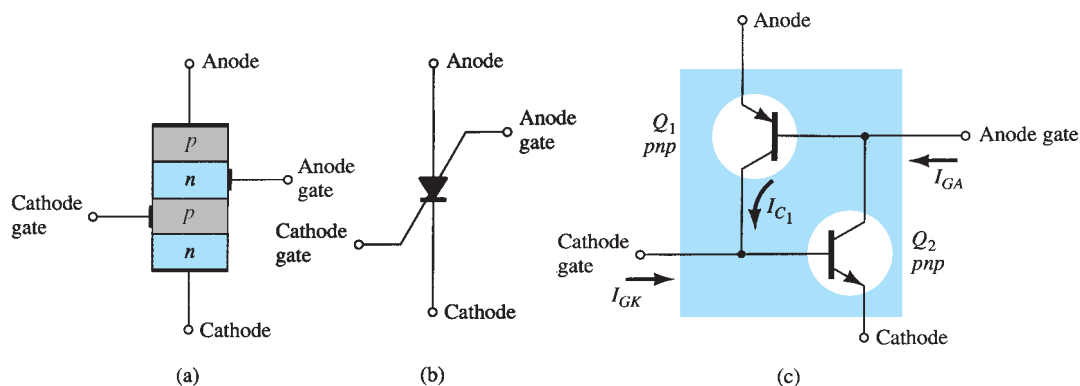 Anode
p
n
Anode
gate
p
Cathode
gate
n
Cathode
(a)
Anode
Anode
gate
Cathode
gate
Cathode
(b)
Anode
Q1
pnp
Anode gate
IGA
IC1
Cathode
gate
IGK
Q2
pnp
Cathode
(c)